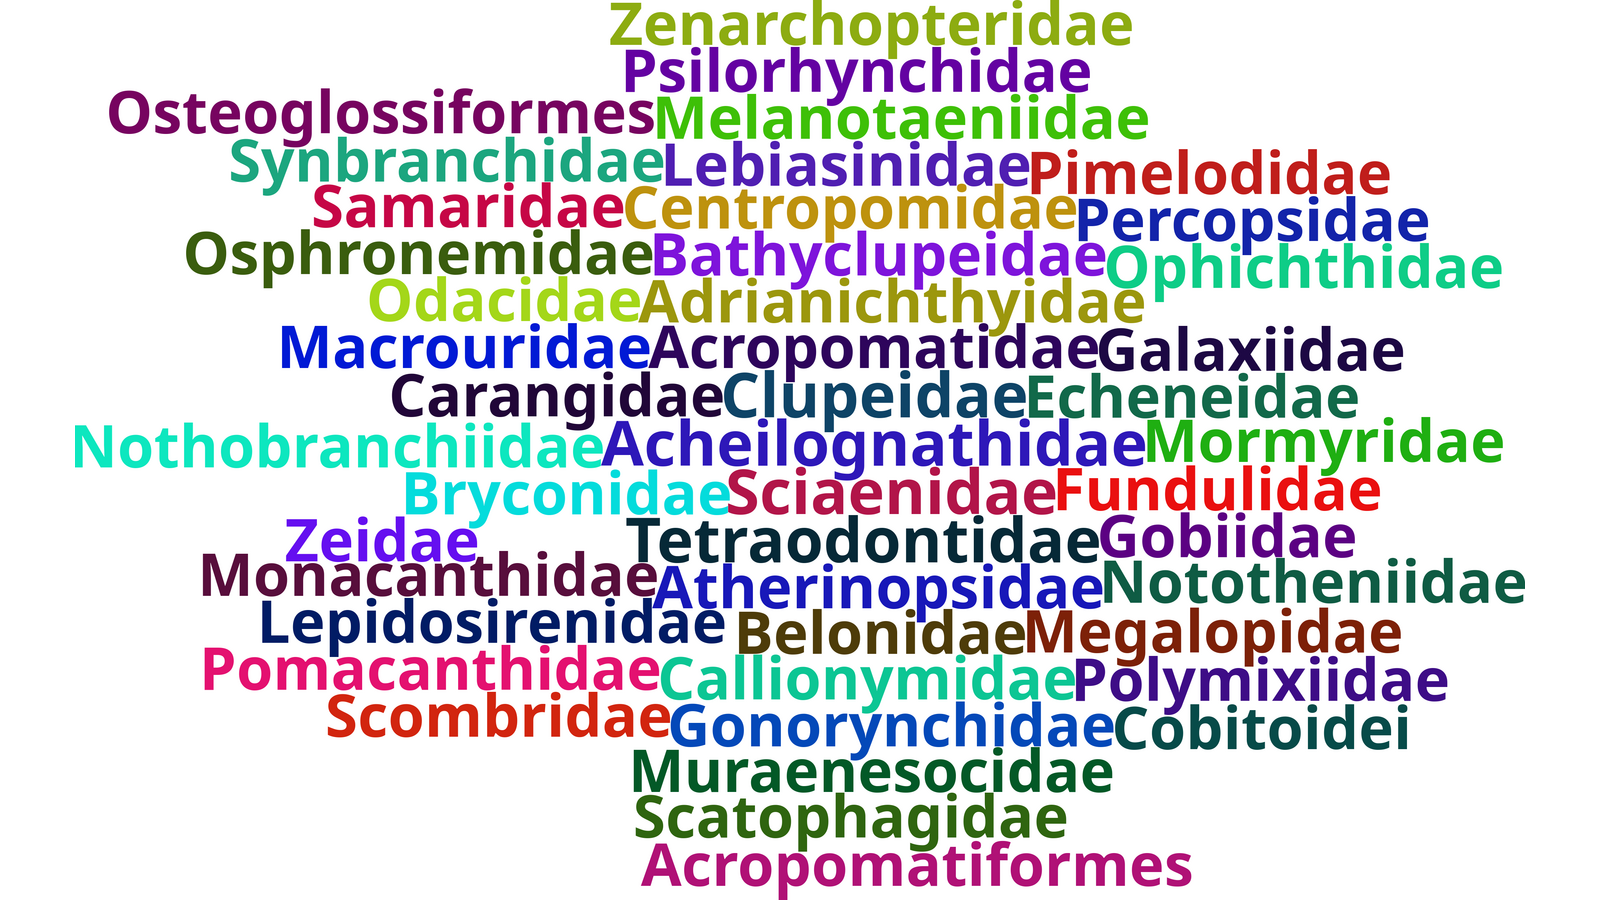 Zenarchopteridae
Psilorhynchidae
Osteoglossiformes Melanotaeniidae
Synbranchidae Lebiasinidae Pimelodidae
Samaridae Centropomidae Percopsidae
Osphronemidae Bathyclupeidae Ophichthidae
Odacidae Adrianichthyidae
Macrouridae Acropomatidae Galaxiidae
Carangidae Clupeidae Echeneidae
Nothobranchiidae Acheilognathidae Mormyridae
Bryconidae Sciaenidae Fundulidae
Zeidae Tetraodontidae Gobiidae
Monacanthidae Atherinopsidae Nototheniidae
Lepidosirenidae Belonidae Megalopidae
Pomacanthidae Callionymidae Polymixiidae
Scombridae Gonorynchidae Cobitoidei
Muraenesocidae
Scatophagidae
Acropomatiformes